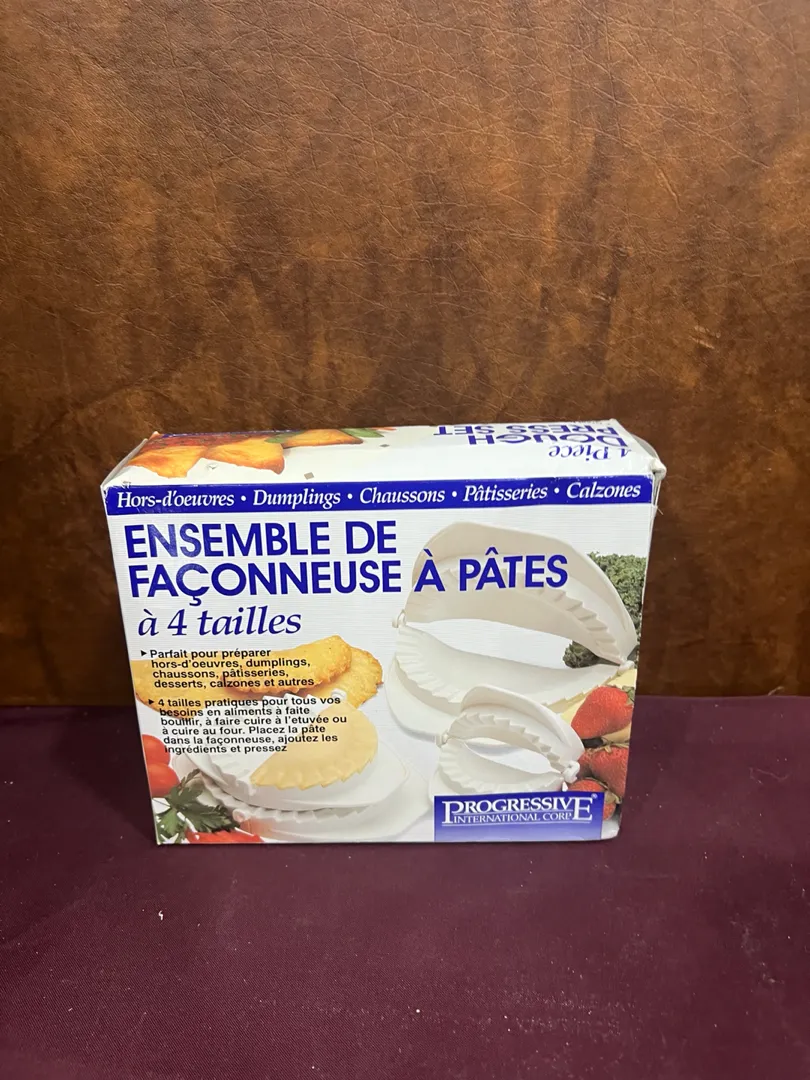 4 Piece
DOUGH
PRESS SET
Hors-d'oeuvres • Dumplings • Chaussons • Pâtisseries • Calzones
ENSEMBLE DE
FAÇONNEUSE À PÂTES
à 4 tailles
▸ Parfait pour préparer
hors-d'oeuvres, dumplings,
chaussons, pâtisseries,
desserts, calzones et autres
▸ 4 tailles pratiques pour tous vos
besoins en aliments à faite
bouillir, à faire cuire à l'etuvée ou
à cuire au four. Placez la pâte
dans la façonneuse, ajoutez les
ingrédients et pressez
PROGRESSIVE®
INTERNATIONAL CORP